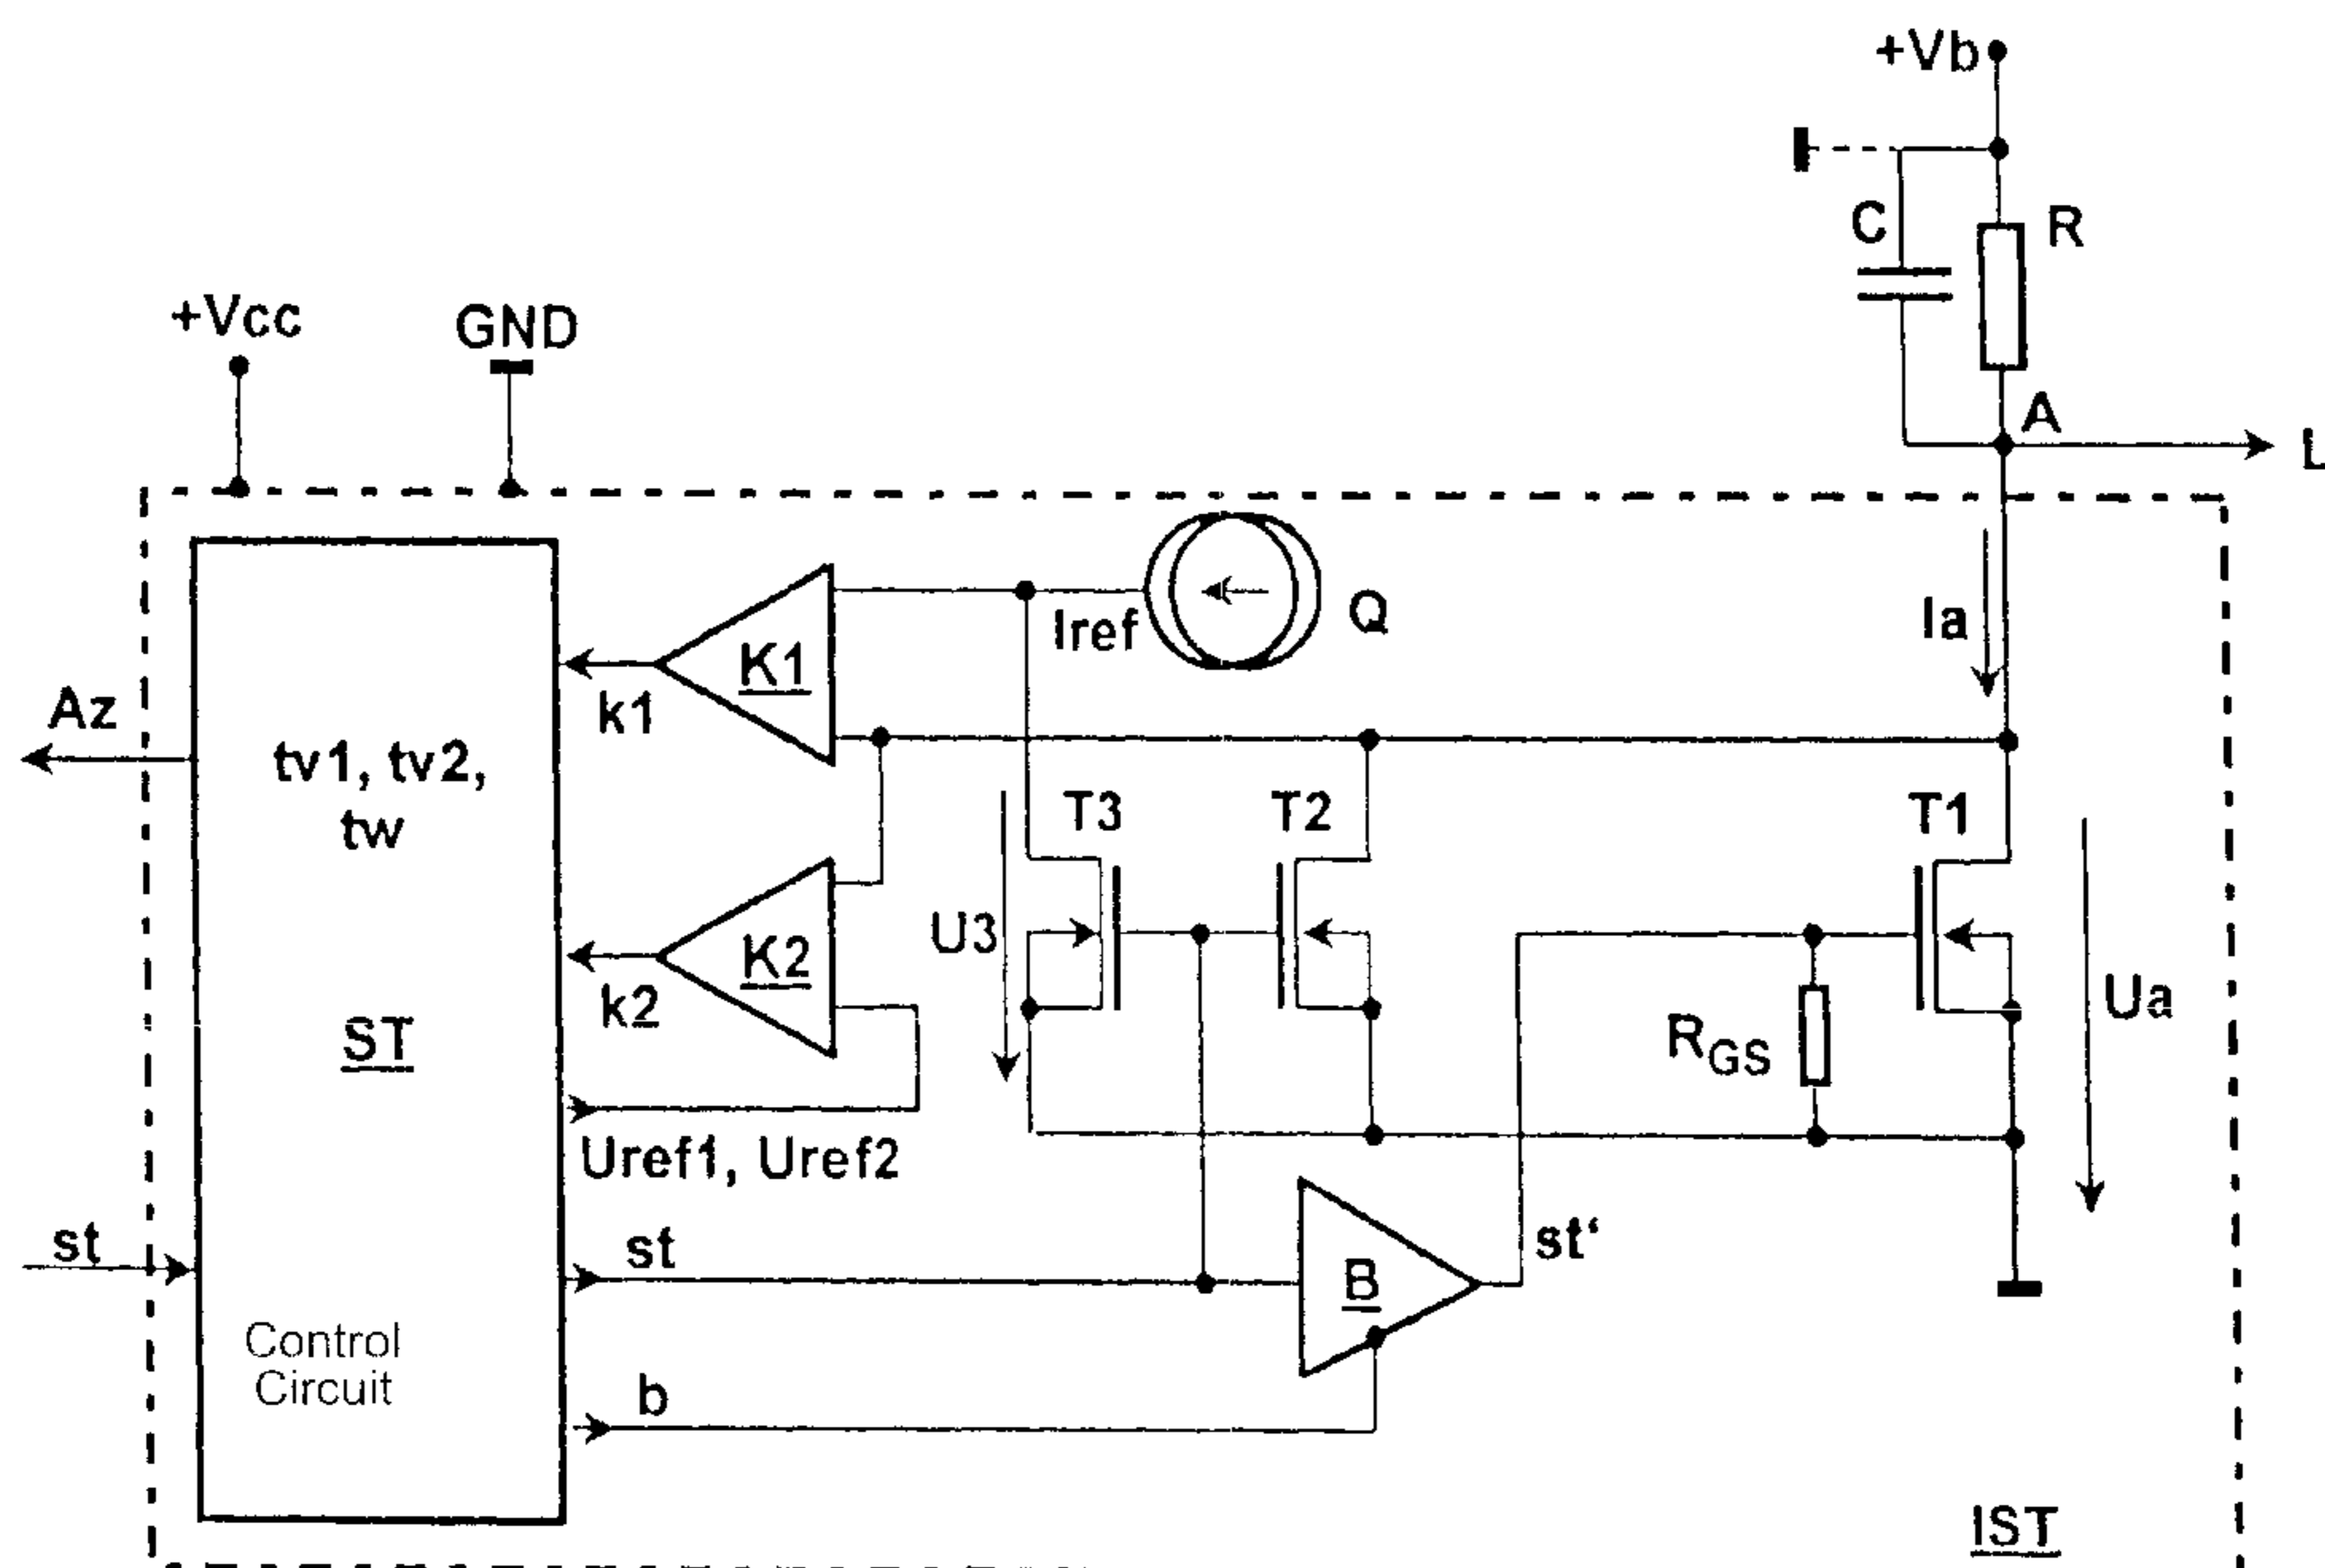 +Vb
C
R
+Vcc
GND
A
L
Q
Iref
Ia
K1
k1
Az
tv1, tv2,
tw
T3
T2
T1
U3
K2
k2
ST
R_GS
Ua
Uref1, Uref2
st
st
st‘
B
Control
Circuit
b
IST